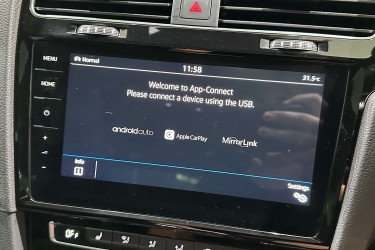 MENU
HOME
Normal
11:58
21.5°C
Welcome to App-Connect
Please connect a device using the USB.
androidauto
Apple CarPlay
MirrorLink
Info
Settings